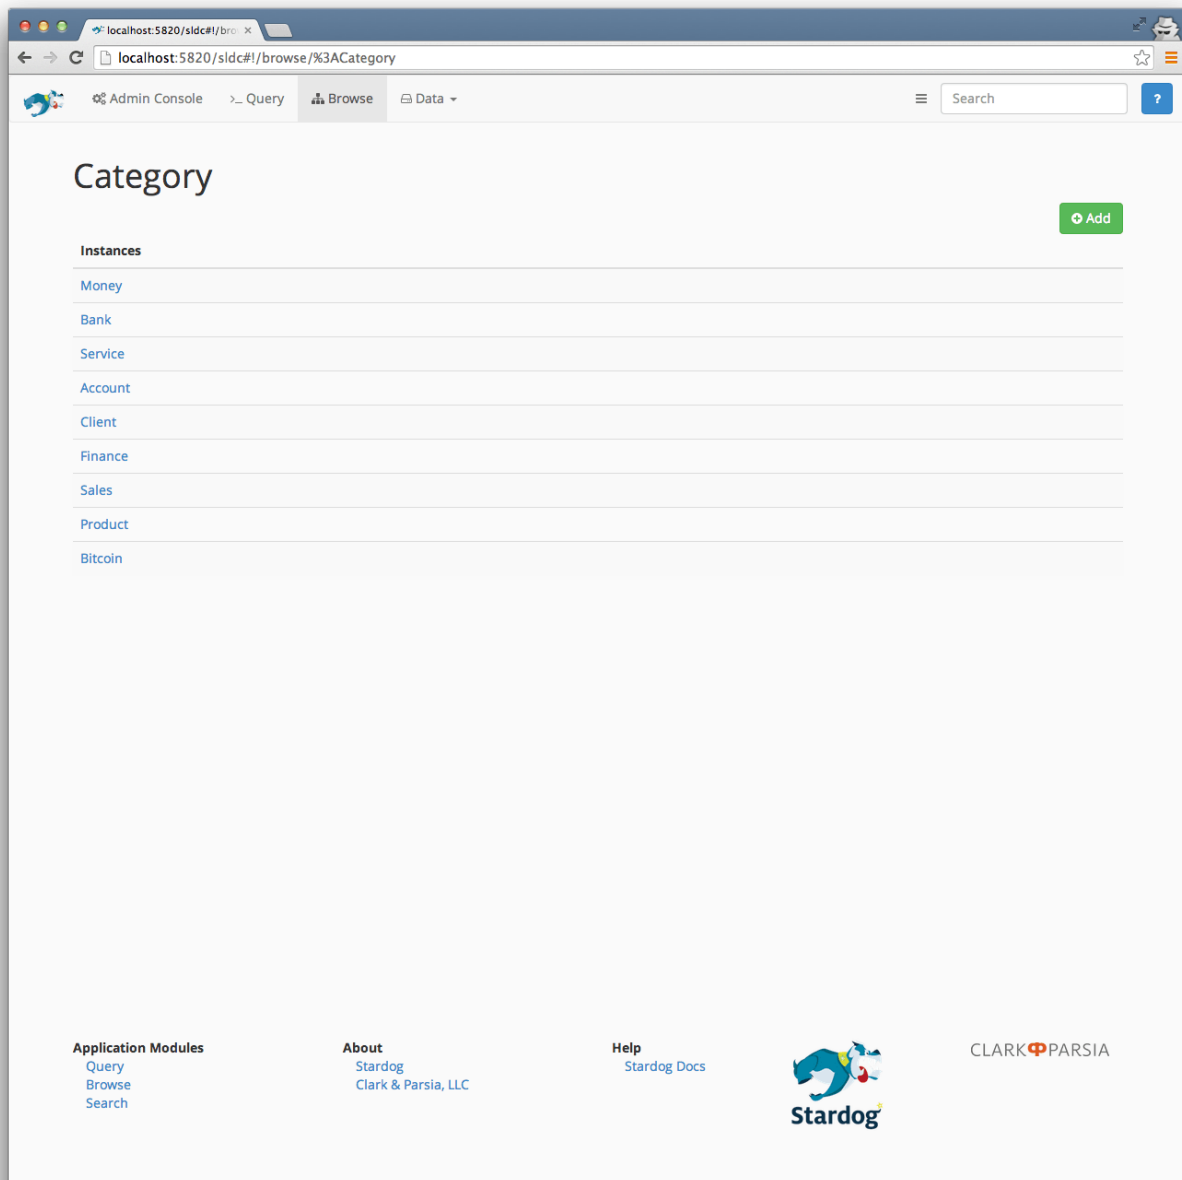 localhost:5820/sldc#!/bro
localhost:5820/sldc#!/browse/%3ACategory
Admin Console >_ Query Browse Data Search ?
Category
Add
Instances
Money
Bank
Service
Account
Client
Finance
Sales
Product
Bitcoin
Application Modules
Query
Browse
Search
About
Stardog
Clark & Parsia, LLC
Help
Stardog Docs
Stardog
CLARK PARSIA